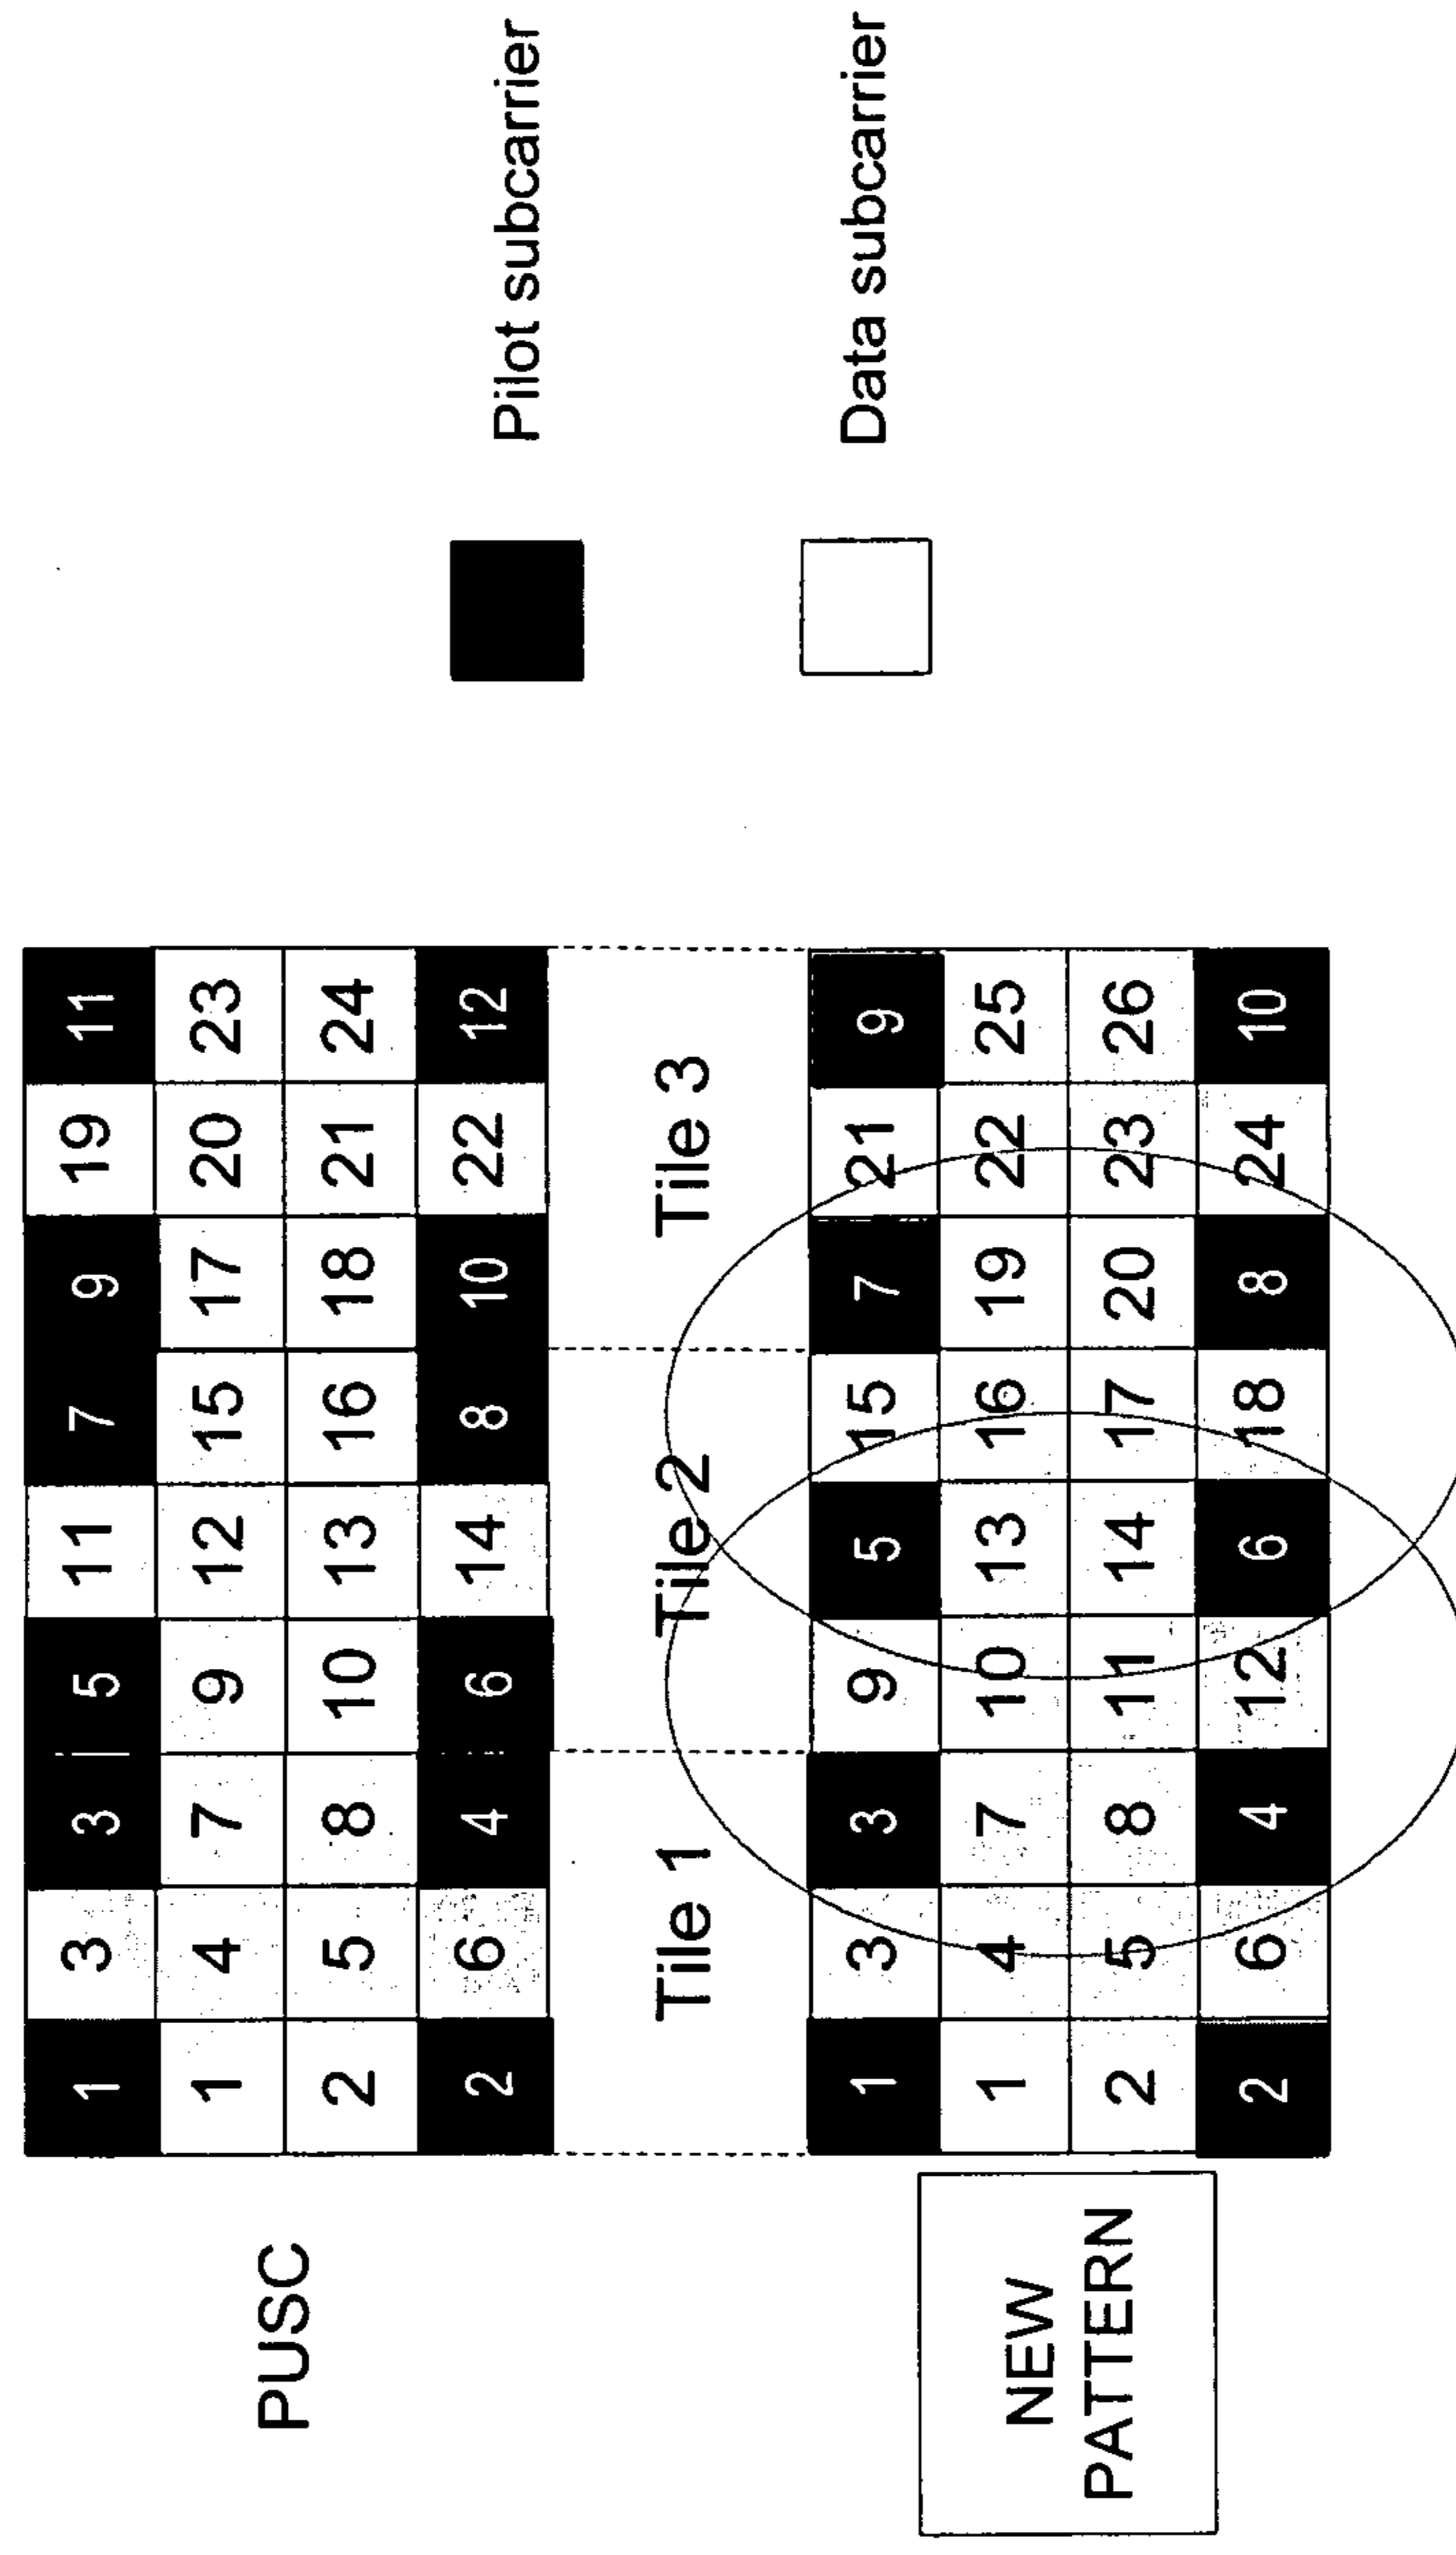 PUSC
1 3 3 5 11 7 9 19 11
1 4 7 9 12 15 17 20 23
2 5 8 10 13 16 18 21 24
2 6 4 6 14 8 10 22 12
Tile 1 Tile 2 Tile 3
NEW
PATTERN
1 3 3 9 5 15 7 21 9
1 4 7 10 13 16 19 22 25
2 5 8 11 14 17 20 23 26
2 6 4 12 6 18 8 24 10
Pilot subcarrier
Data subcarrier